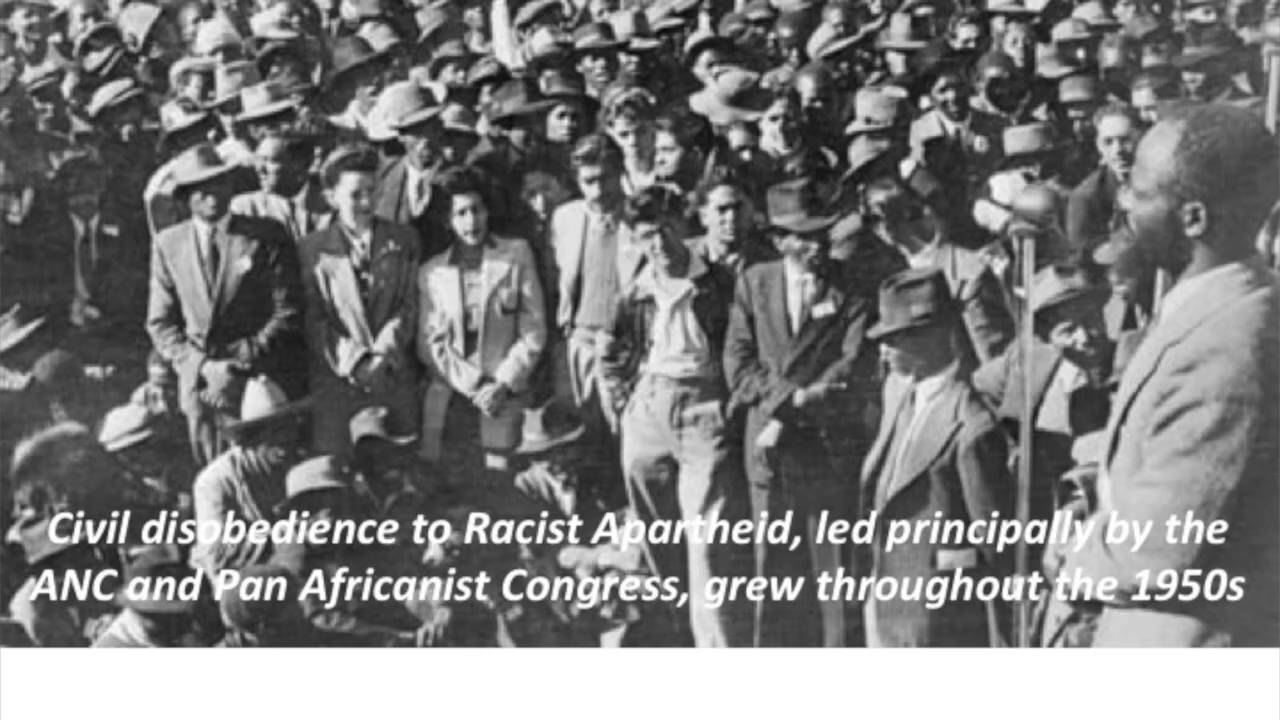 Civil disobedience to Racist Apartheid, led principally by the
ANC and Pan Africanist Congress, grew throughout the 1950s